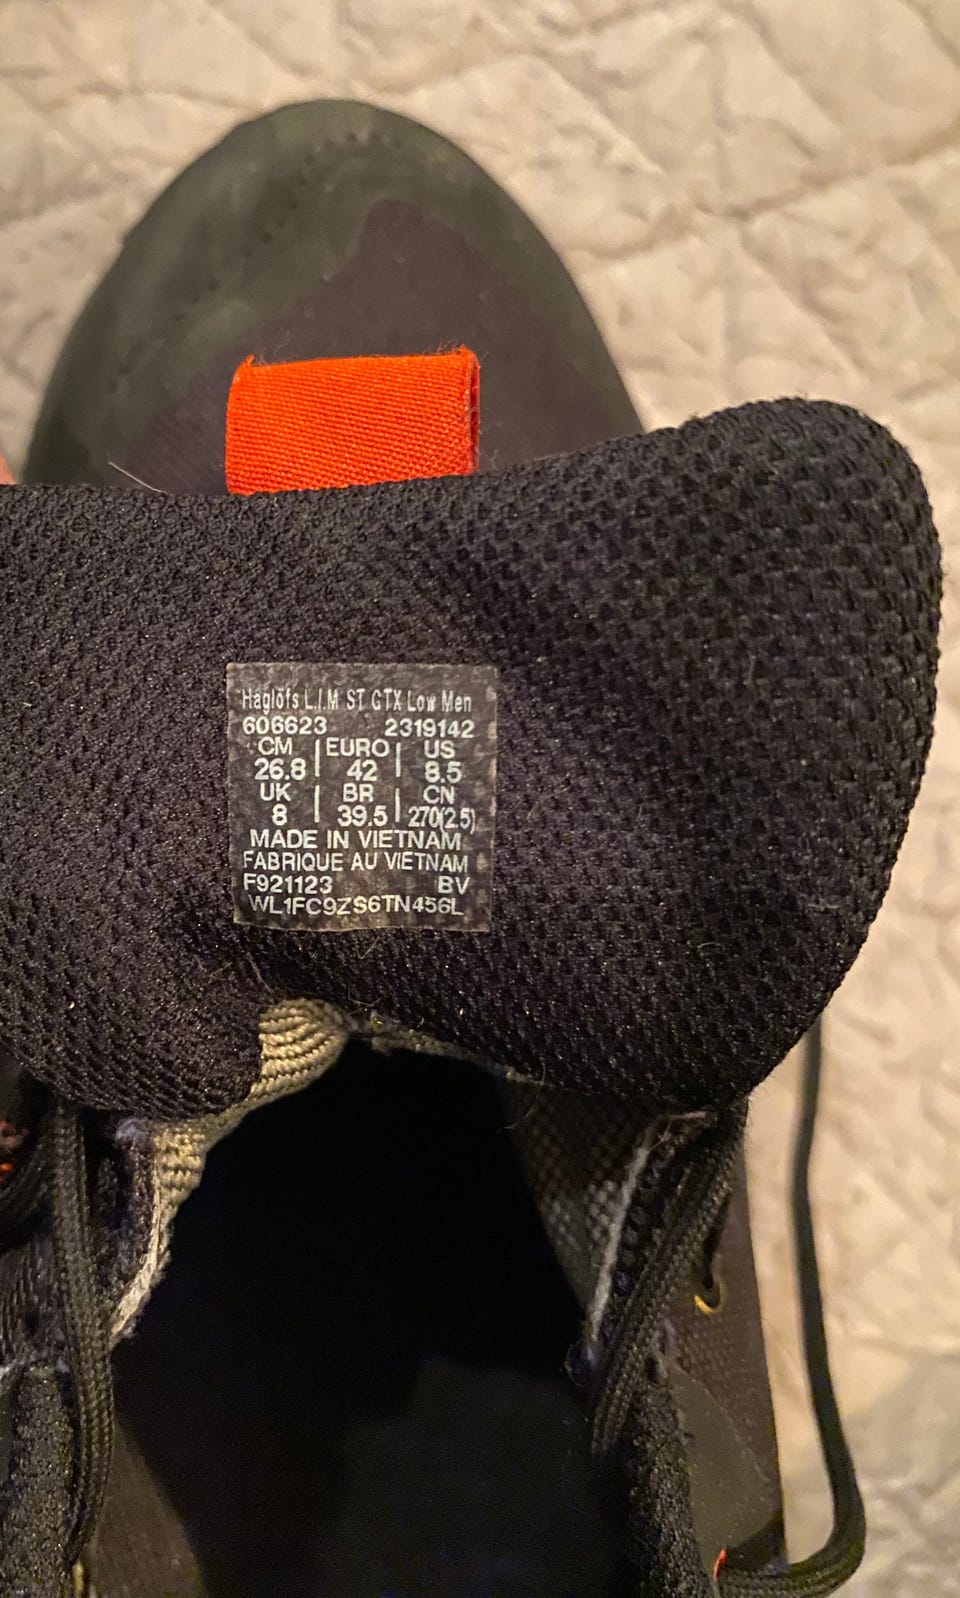 Haglöfs L.I.M ST GTX Low Men
606623 2319142
CM | EURO | US
26.8 | 42 | 8.5
UK | BR | CN
8 | 39.5 | 270(2.5)
MADE IN VIETNAM
FABRIQUE AU VIETNAM
F921123 BV
WL1FC9ZS6TN456L